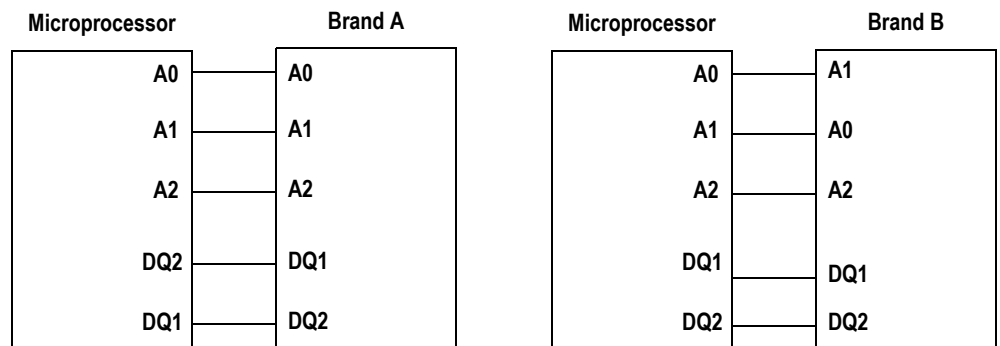 Microprocessor Brand A
A0 A0
A1 A1
A2 A2
DQ2 DQ1
DQ1 DQ2
Microprocessor Brand B
A0 A1
A1 A0
A2 A2
DQ1 DQ1
DQ2 DQ2